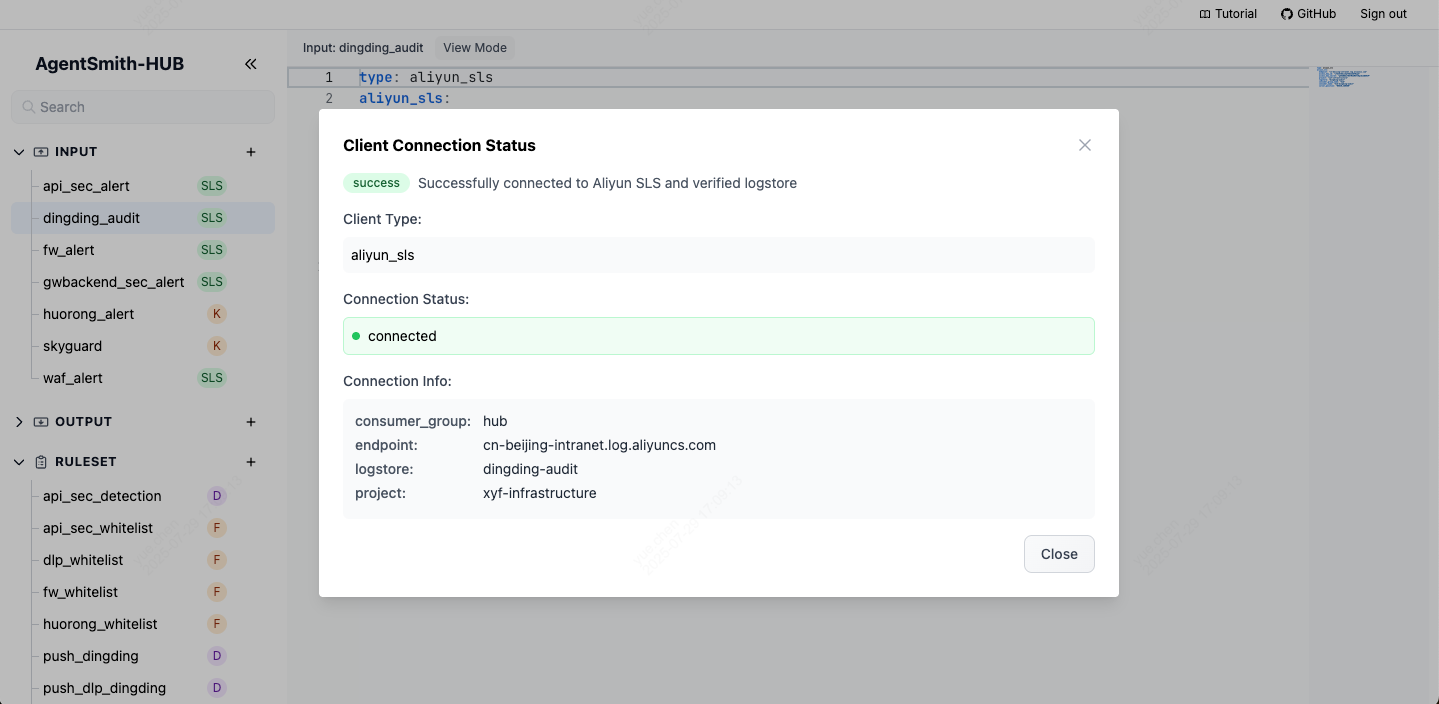 Tutorial GitHub Sign out
AgentSmith-HUB
Search
INPUT
api_sec_alert SLS
dingding_audit SLS
fw_alert SLS
gwbackend_sec_alert SLS
huorong_alert K
skyguard K
waf_alert SLS
OUTPUT
RULESET
api_sec_detection D
api_sec_whitelist F
dlp_whitelist F
fw_whitelist F
huorong_whitelist F
push_dingding D
push_dlp_dingding D
Input: dingding_audit View Mode
1 type: aliyun_sls
2 aliyun_sls:
Client Connection Status
success Successfully connected to Aliyun SLS and verified logstore
Client Type:
aliyun_sls
Connection Status:
connected
Connection Info:
consumer_group: hub
endpoint: cn-beijing-intranet.log.aliyuncs.com
logstore: dingding-audit
project: xyf-infrastructure
Close